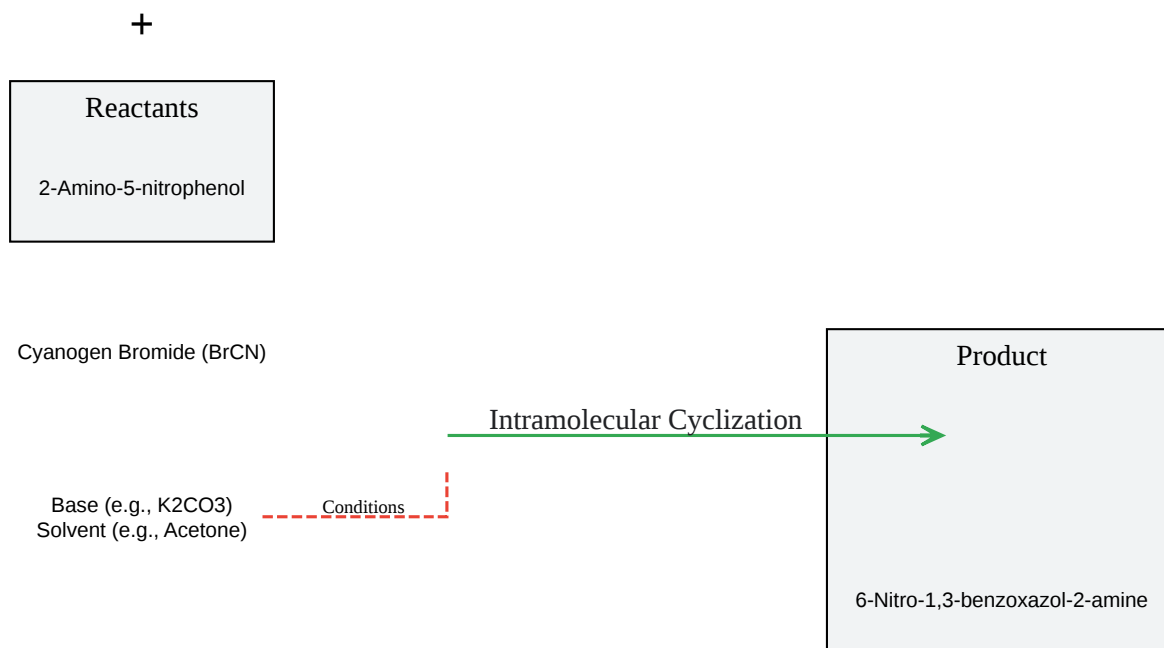 +
Reactants
2-Amino-5-nitrophenol
Cyanogen Bromide (BrCN)
Product
Intramolecular Cyclization
Base (e.g., K2CO3)
Solvent (e.g., Acetone)
Conditions
6-Nitro-1,3-benzoxazol-2-amine